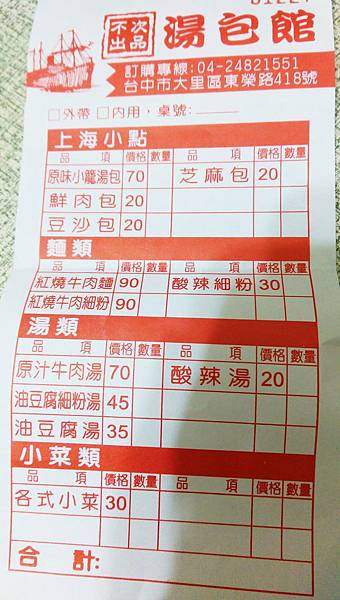 不出次品 湯包館
訂購專線:04-24821551
台中市大里區東榮路418號
□外帶 □內用,桌號:
上海小點
品 項 價格 數量 品 項 價格 數量
原味小籠湯包 70 芝麻包 20
鮮肉包 20
豆沙包 20
麵類
品 項 價格 數量 品 項 價格 數量
紅燒牛肉麵 90 酸辣細粉 30
紅燒牛肉細粉 90
湯類
品 項 價格 數量 品 項 價格 數量
原汁牛肉湯 70 酸辣湯 20
油豆腐細粉湯 45
油豆腐湯 35
小菜類
品 項 價格 數量 品 項 價格 數量
各式小菜 30
合 計: